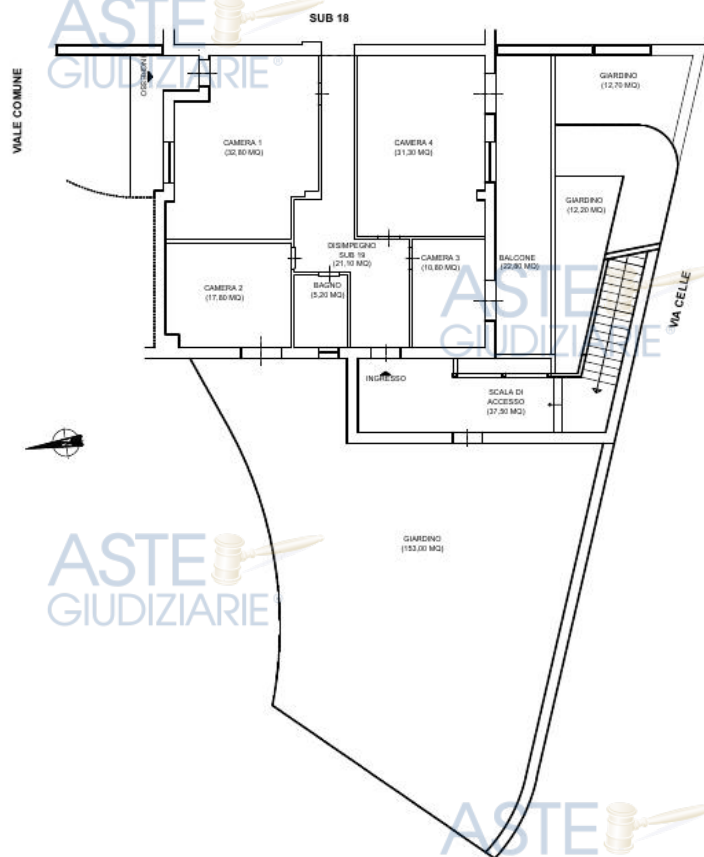 SUB 18
ASTE
GIUDIZIARIE®
VIALE COMUNE
INGRESSO
CAMERA 1
(32,80 MQ)
CAMERA 4
(31,30 MQ)
GIARDINO
(12,70 MQ)
GIARDINO
(12,20 MQ)
DISIMPEGNO
SUB 19
(21,10 MQ)
CAMERA 3
(10,80 MQ)
BALCONE
(22,80 MQ)
CAMERA 2
(17,80 MQ)
BAGNO
(5,20 MQ)
ASTE
GIUDIZIARIE®
VIA CELLE
INGRESSO
SCALA DI
ACCESSO
(37,50 MQ)
GIARDINO
(153,00 MQ)
ASTE
GIUDIZIARIE®
ASTE